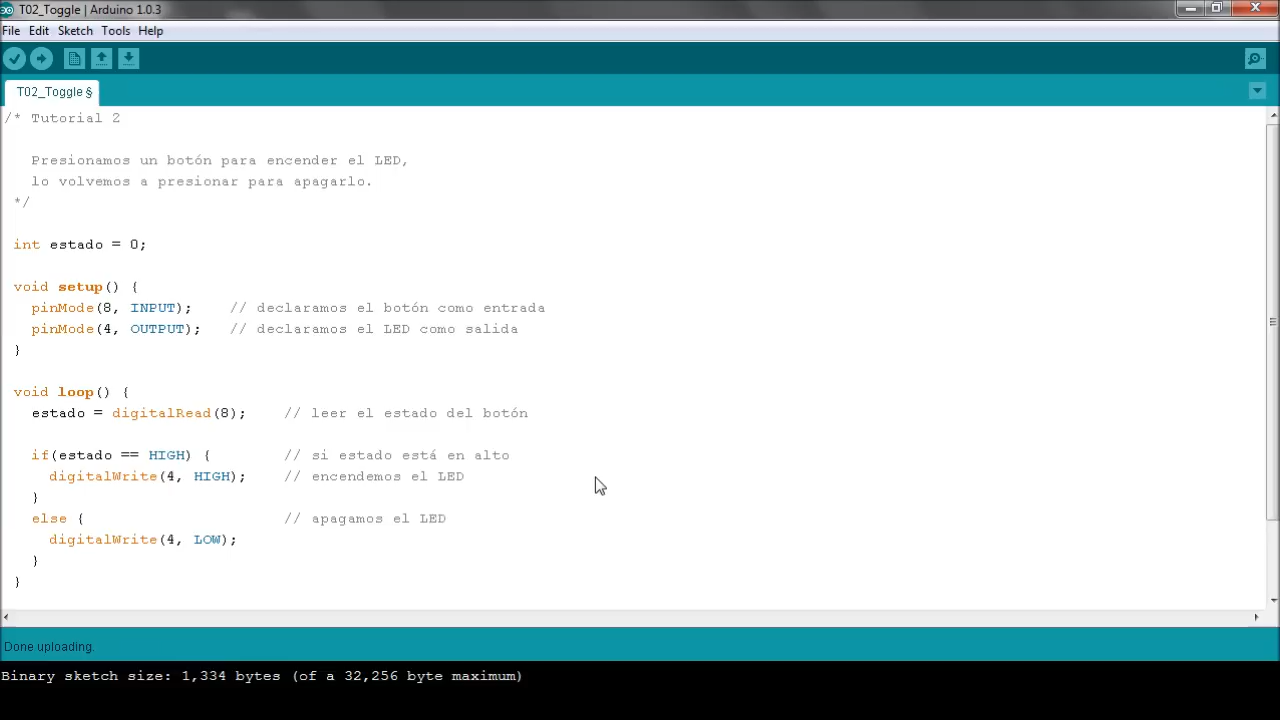 T02_Toggle | Arduino 1.0.3
File Edit Sketch Tools Help
T02_Toggle §
/* Tutorial 2
Presionamos un botón para encender el LED,
lo volvemos a presionar para apagarlo.
*/
int estado = 0;
void setup() {
pinMode(8, INPUT); // declaramos el botón como entrada
pinMode(4, OUTPUT); // declaramos el LED como salida
}
void loop() {
estado = digitalRead(8); // leer el estado del botón
if(estado == HIGH) { // si estado está en alto
digitalWrite(4, HIGH); // encendemos el LED
}
else { // apagamos el LED
digitalWrite(4, LOW);
}
}
Done uploading.
Binary sketch size: 1,334 bytes (of a 32,256 byte maximum)